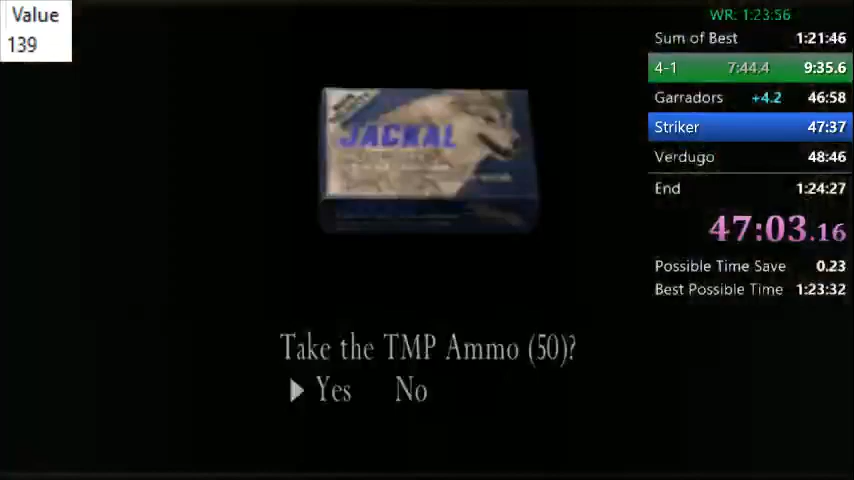 Value
139
JACKAL
Take the TMP Ammo (50)?
Yes No
WR: 1:23:56
Sum of Best 1:21:46
4-1 7:44.4 9:35.6
Garradors +4.2 46:58
Striker 47:37
Verdugo 48:46
End 1:24:27
47:03.16
Possible Time Save 0.23
Best Possible Time 1:23:32